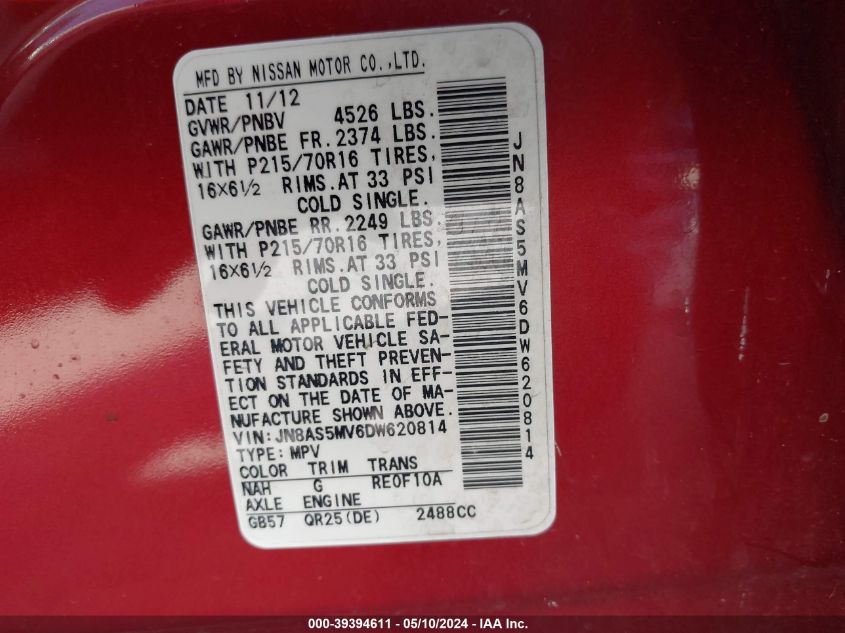 MFD BY NISSAN MOTOR CO.,LTD.
DATE 11/12
GVWR/PNBV 4526 LBS.
GAWR/PNBE FR. 2374 LBS.
WITH P215/70R16 TIRES,
16X6½ RIMS. AT 33 PSI
COLD SINGLE.
GAWR/PNBE RR. 2249 LBS.
WITH P215/70R16 TIRES,
16X6½ RIMS. AT 33 PSI
COLD SINGLE.
THIS VEHICLE CONFORMS
TO ALL APPLICABLE FED-
ERAL MOTOR VEHICLE SA-
FETY AND THEFT PREVEN-
TION STANDARDS IN EFF-
ECT ON THE DATE OF MA-
NUFACTURE SHOWN ABOVE.
VIN:JN8AS5MV6DW620814
TYPE: MPV
COLOR TRIM TRANS
NAH G RE0F10A
AXLE ENGINE
GB57 QR25(DE) 2488CC
JN8AS5MV6DW620814
000-39394611 - 05/10/2024 - IAA Inc.